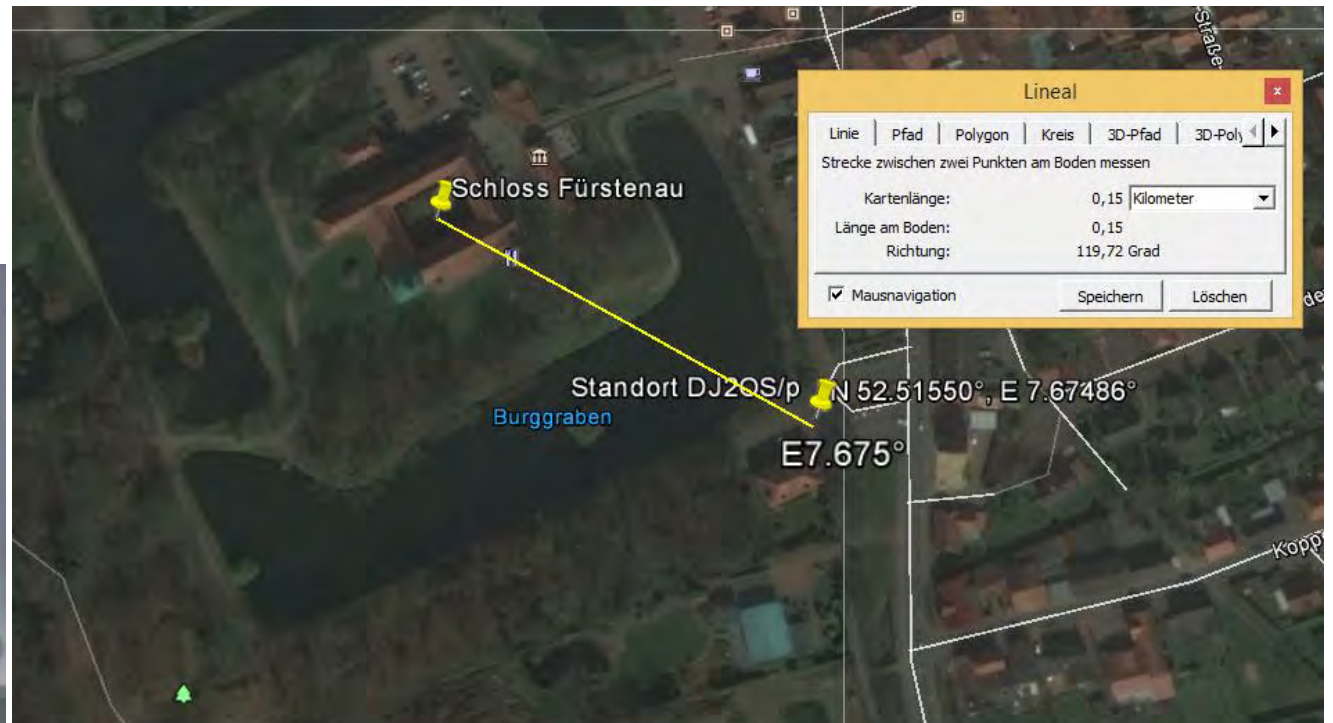 Straße
Lineal
x
Linie Pfad Polygon Kreis 3D-Pfad 3D-Poly
Strecke zwischen zwei Punkten am Boden messen
Kartenlänge: 0,15 Kilometer
Länge am Boden: 0,15
Richtung: 119,72 Grad
Mausnavigation Speichern Löschen
Schloss Fürstenau
Standort DJ2OS/p N 52.51550°, E 7.67486°
Burggraben
E7.675°